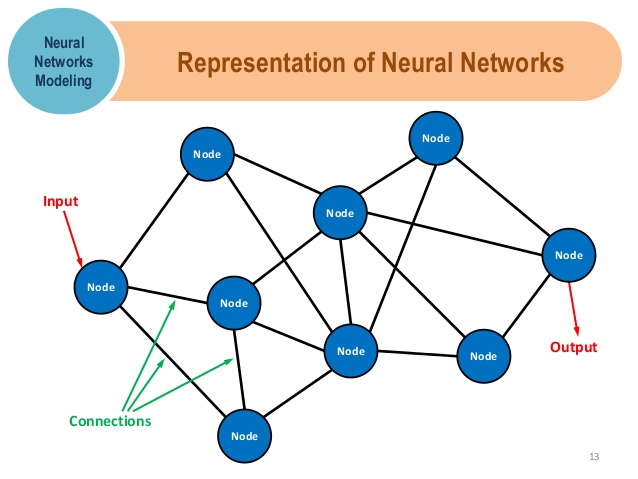 Neural
Networks
Modeling
Representation of Neural Networks
Node
Node
Input
Node
Node
Node
Node
Node
Node
Output
Connections
Node
13